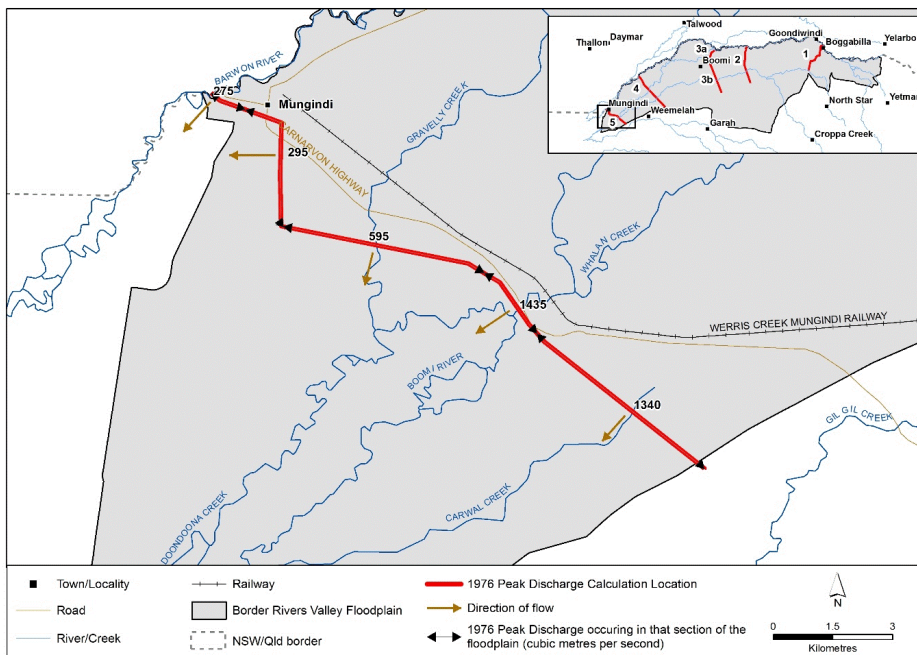 BARWON RIVER
275
Mungindi
GRAVELLY CREEK
CARNARVON HIGHWAY
295
595
WHALAN CREEK
1435
WERRIS CREEK MUNGINDI RAILWAY
BOOMI RIVER
1340
GIL GIL CREEK
CARWAL CREEK
DOONDOONA CREEK
Talwood
Daymar
Thallon
Goondiwindi
Boggabilla
Yelarbo
3a
Boomi
2
1
3b
4
Mungindi
Weemelah
North Star
Yetman
5
Garah
Croppa Creek
Town/Locality
Road
River/Creek
Railway
Border Rivers Valley Floodplain
NSW/Qld border
1976 Peak Discharge Calculation Location
Direction of flow
1976 Peak Discharge occuring in that section of the
floodplain (cubic metres per second)
N
0 1.5 3
Kilometres